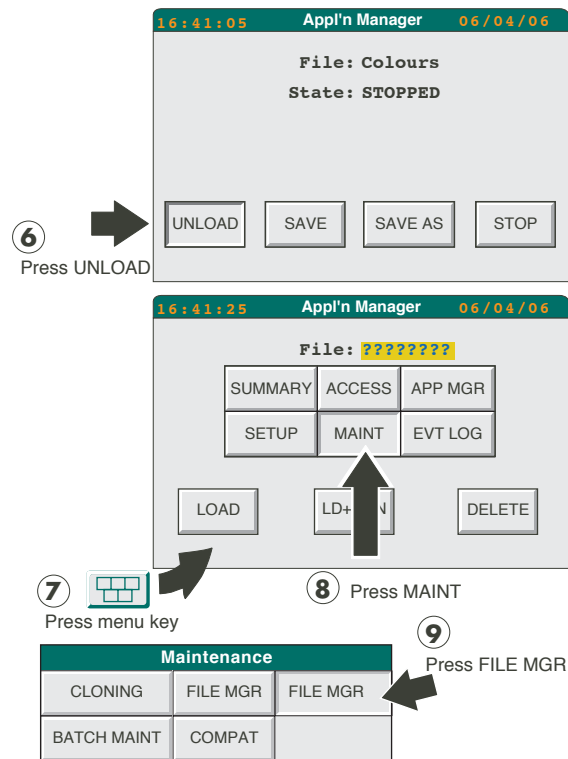 16:41:05 Appl'n Manager 06/04/06
File: Colours
State: STOPPED
UNLOAD SAVE SAVE AS STOP
6
Press UNLOAD
16:41:25 Appl'n Manager 06/04/06
File: ????????
SUMMARY ACCESS APP MGR
SETUP MAINT EVT LOG
LOAD LD+ N DELETE
7
Press menu key
8 Press MAINT
9
Press FILE MGR
Maintenance
CLONING FILE MGR FILE MGR
BATCH MAINT COMPAT